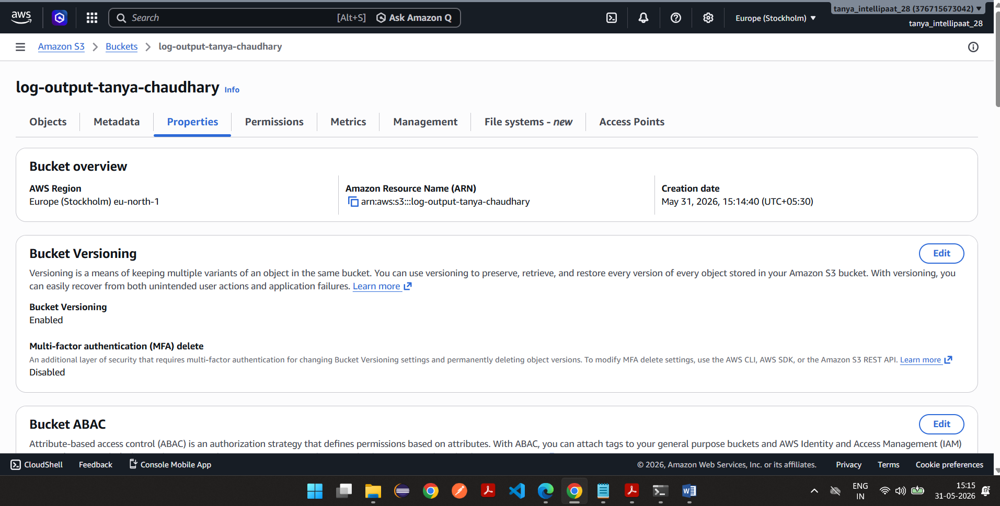 aws
Search
[Alt+S]
Ask Amazon Q
Europe (Stockholm)
tanya_intellipaat_28 (376715673042)
tanya_intellipaat_28
Amazon S3
Buckets
log-output-tanya-chaudhary
log-output-tanya-chaudhary
Info
Objects
Metadata
Properties
Permissions
Metrics
Management
File systems - new
Access Points
Bucket overview
AWS Region
Europe (Stockholm) eu-north-1
Amazon Resource Name (ARN)
arn:aws:s3:::log-output-tanya-chaudhary
Creation date
May 31, 2026, 15:14:40 (UTC+05:30)
Bucket Versioning
Edit
Versioning is a means of keeping multiple variants of an object in the same bucket. You can use versioning to preserve, retrieve, and restore every version of every object stored in your Amazon S3 bucket. With versioning, you
can easily recover from both unintended user actions and application failures. Learn more
Bucket Versioning
Enabled
Multi-factor authentication (MFA) delete
An additional layer of security that requires multi-factor authentication for changing Bucket Versioning settings and permanently deleting object versions. To modify MFA delete settings, use the AWS CLI, AWS SDK, or the Amazon S3 REST API. Learn more
Disabled
Bucket ABAC
Edit
Attribute-based access control (ABAC) is an authorization strategy that defines permissions based on attributes. With ABAC, you can attach tags to your general purpose buckets and AWS Identity and Access Management (IAM)
CloudShell
Feedback
Console Mobile App
© 2026, Amazon Web Services, Inc. or its affiliates.
Privacy
Terms
Cookie preferences
ENG
IN
15:15
31-05-2026